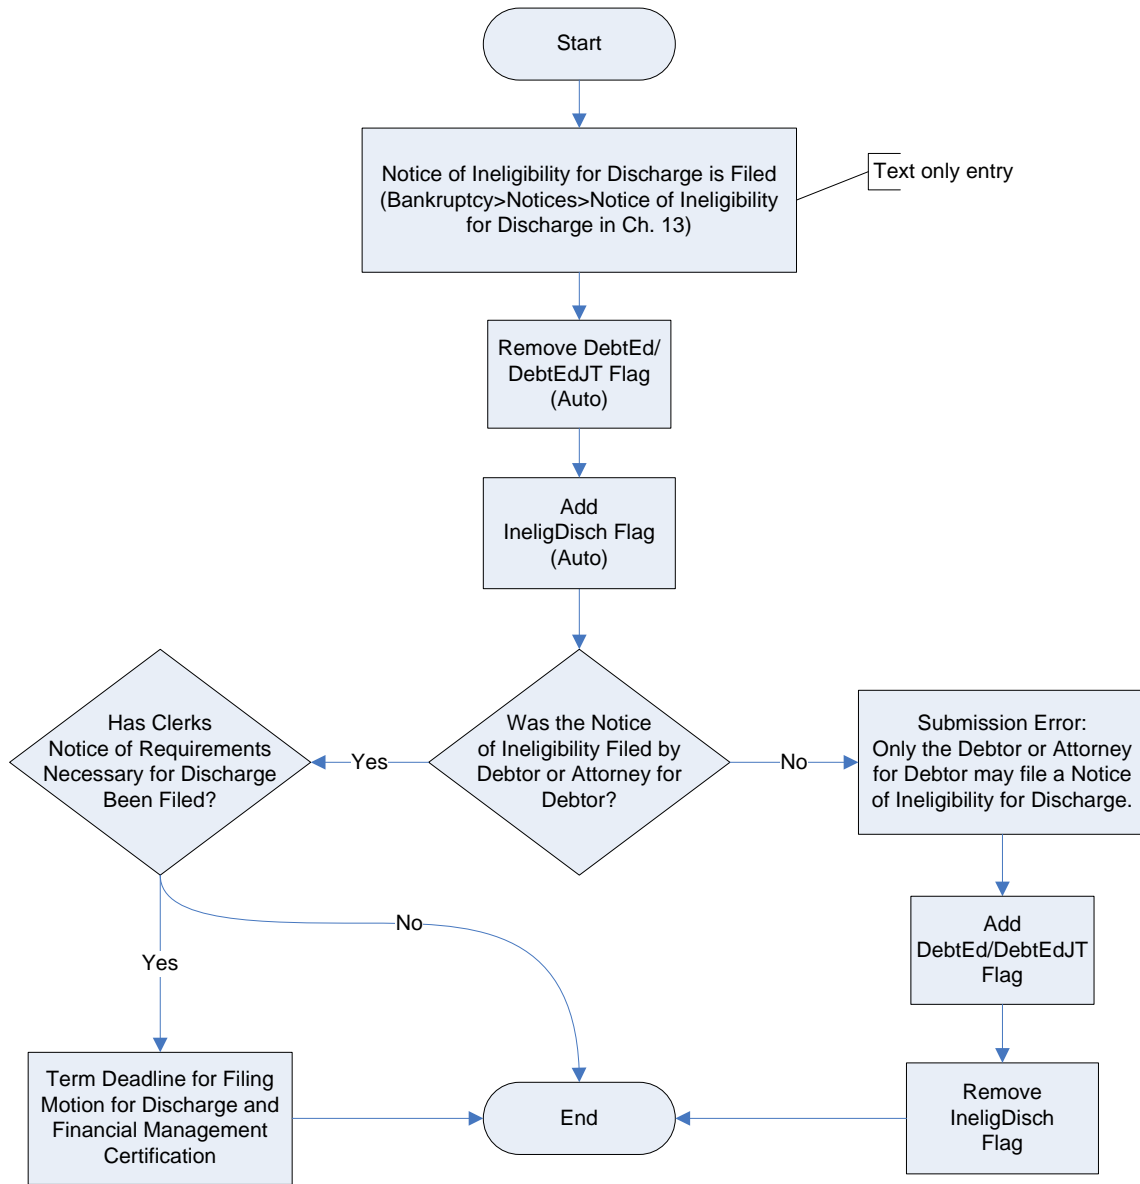 Start
Notice of Ineligibility for Discharge is Filed
(Bankruptcy>Notices>Notice of Ineligibility
for Discharge in Ch. 13)
Text only entry
Remove DebtEd/
DebtEdJT Flag
(Auto)
Add
IneligDisch Flag
(Auto)
Was the Notice
of Ineligibility Filed by
Debtor or Attorney for
Debtor?
Yes
No
Has Clerks
Notice of Requirements
Necessary for Discharge
Been Filed?
Submission Error:
Only the Debtor or Attorney
for Debtor may file a Notice
of Ineligibility for Discharge.
No
Yes
Add
DebtEd/DebtEdJT
Flag
Term Deadline for Filing
Motion for Discharge and
Financial Management
Certification
End
Remove
IneligDisch
Flag